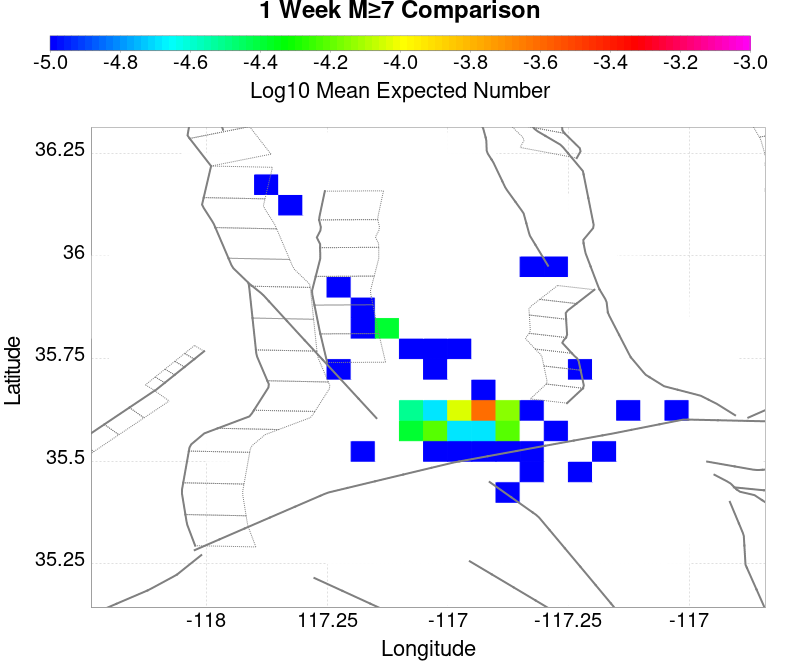 1 Week M≥7 Comparison
-5.0 -4.8 -4.6 -4.4 -4.2 -4.0 -3.8 -3.6 -3.4 -3.2 -3.0
Log10 Mean Expected Number
36.25
36
35.75
35.5
35.25
Latitude
-118 117.25 -117 -117.25 -117
Longitude